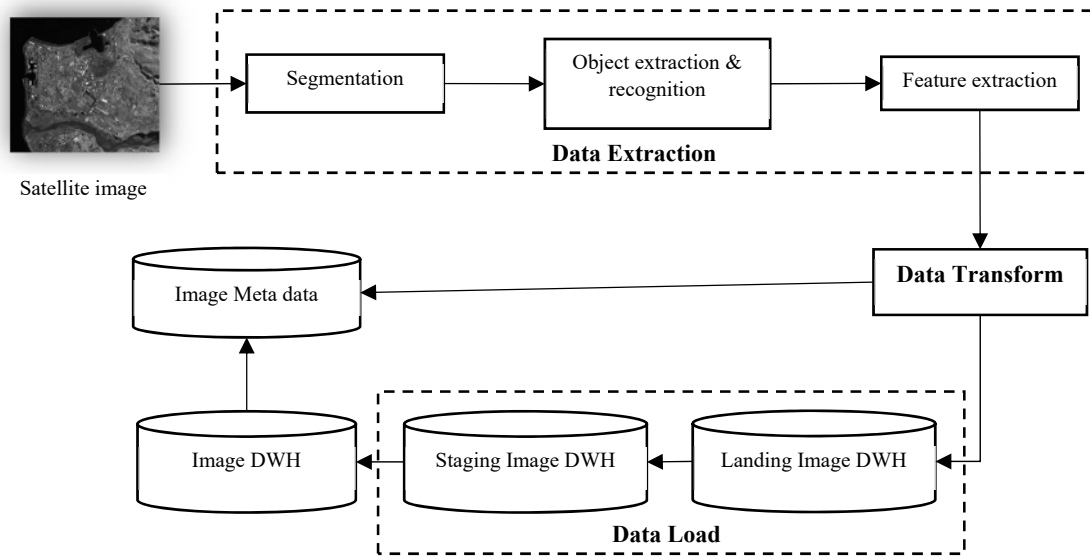 Segmentation
Object extraction &
recognition
Feature extraction
Data Extraction
Satellite image
Data Transform
Image Meta data
Image DWH
Staging Image DWH
Landing Image DWH
Data Load